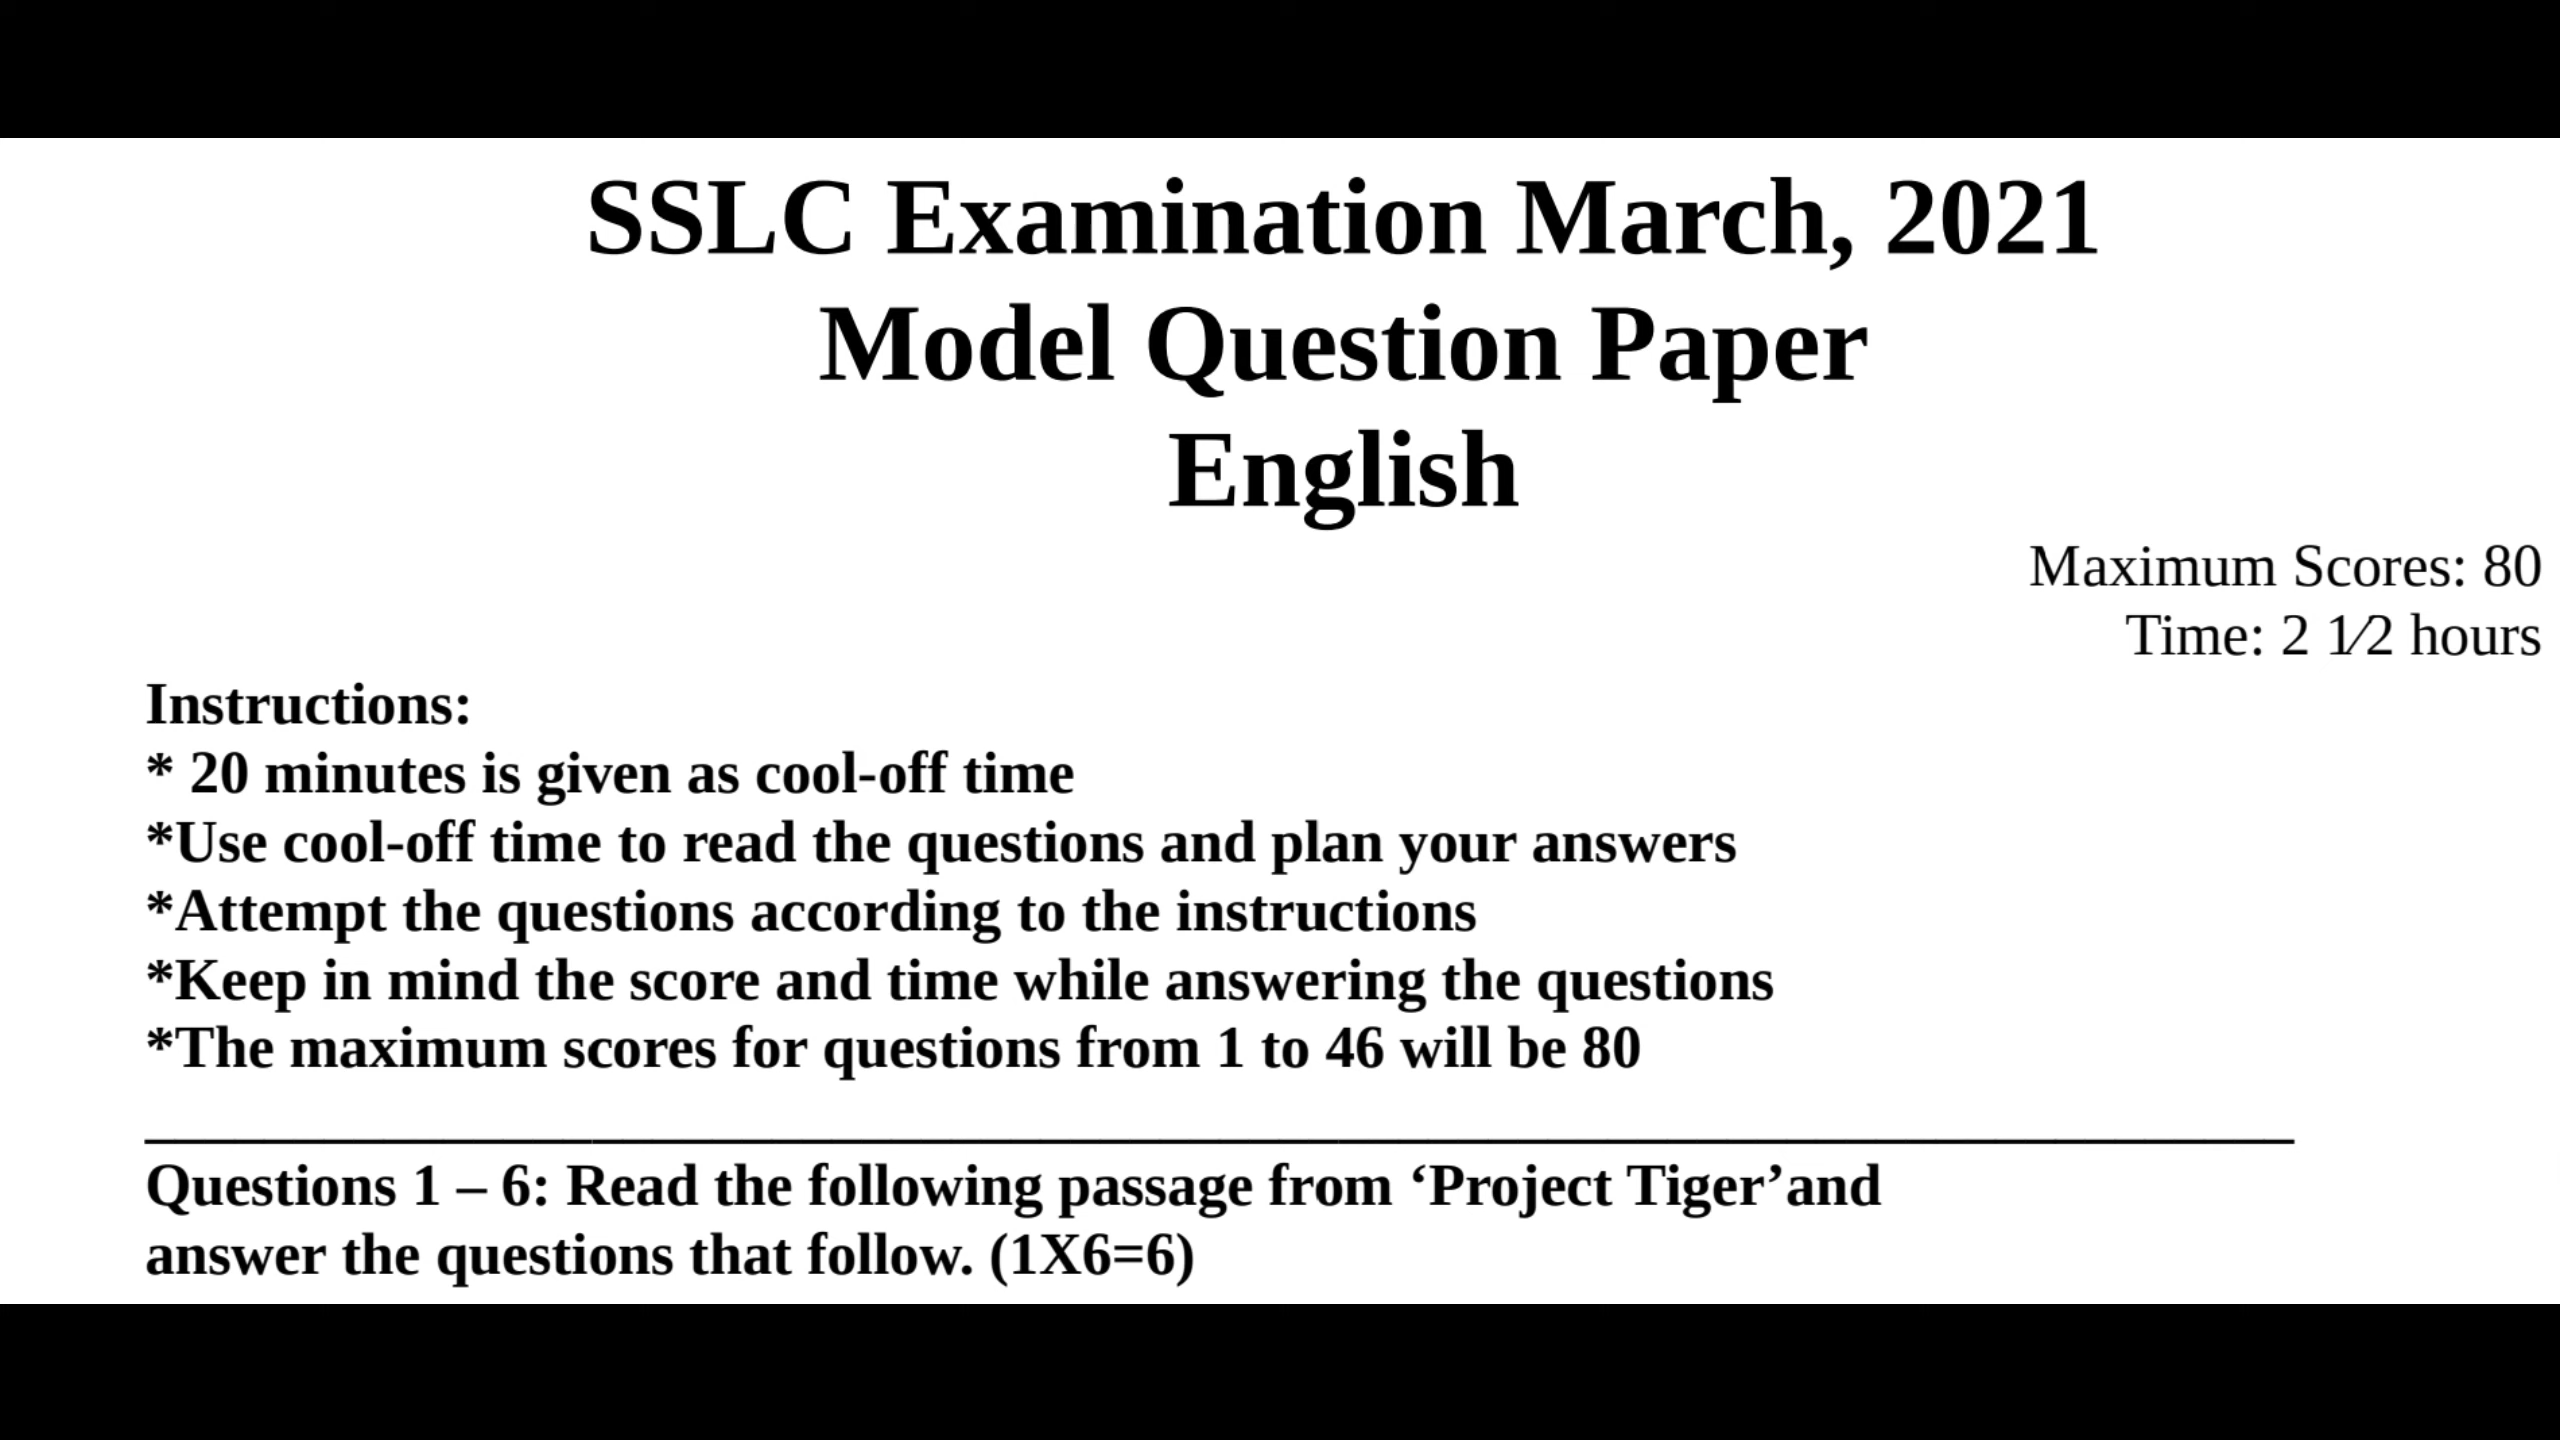 SSLC Examination March, 2021
Model Question Paper
English
Maximum Scores: 80
Time: 2 1⁄2 hours
Instructions:
* 20 minutes is given as cool-off time
*Use cool-off time to read the questions and plan your answers
*Attempt the questions according to the instructions
*Keep in mind the score and time while answering the questions
*The maximum scores for questions from 1 to 46 will be 80
Questions 1 – 6: Read the following passage from ‘Project Tiger’and
answer the questions that follow. (1X6=6)